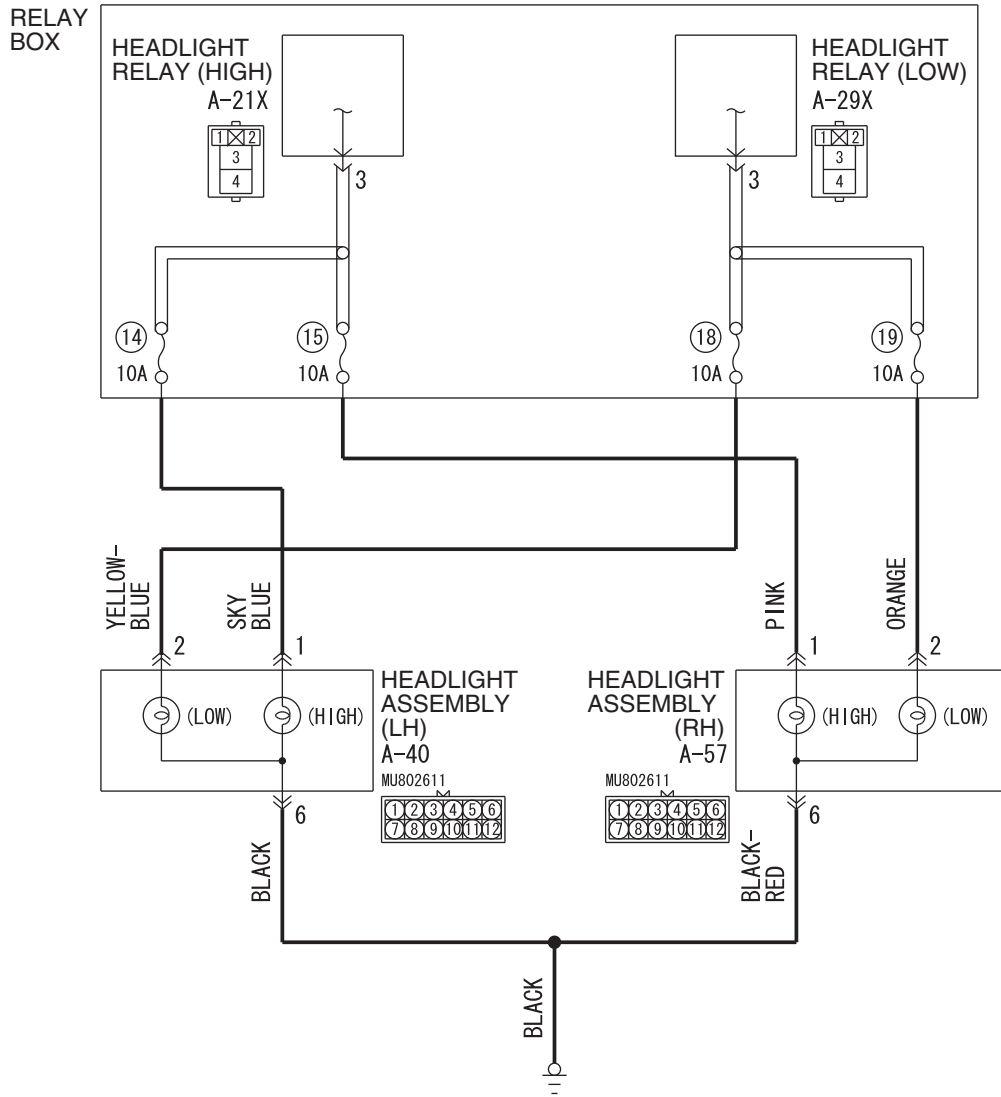 RELAY
BOX
HEADLIGHT
RELAY (HIGH)
A-21X
1 2
3
4
3
HEADLIGHT
RELAY (LOW)
A-29X
1 2
3
4
3
14
10A
15
10A
18
10A
19
10A
YELLOW-
BLUE
SKY
BLUE
PINK
ORANGE
2
1
1
2
(LOW)
(HIGH)
HEADLIGHT
ASSEMBLY
(LH)
A-40
MU802611
1 2 3 4 5 6
7 8 9 10 11 12
HEADLIGHT
ASSEMBLY
(RH)
A-57
MU802611
1 2 3 4 5 6
7 8 9 10 11 12
(HIGH)
(LOW)
6
6
BLACK
BLACK-
RED
BLACK